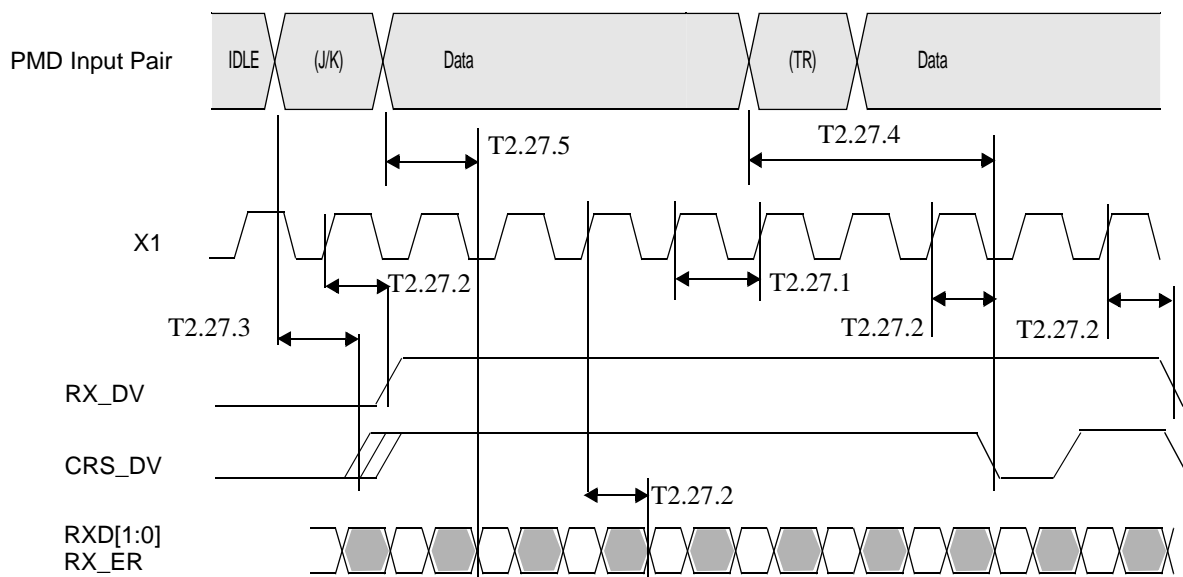 PMD Input Pair
IDLE
(J/K)
Data
(TR)
Data
T2.27.5
T2.27.4
X1
T2.27.2
T2.27.1
T2.27.3
T2.27.2
T2.27.2
RX_DV
CRS_DV
T2.27.2
RXD[1:0]
RX_ER